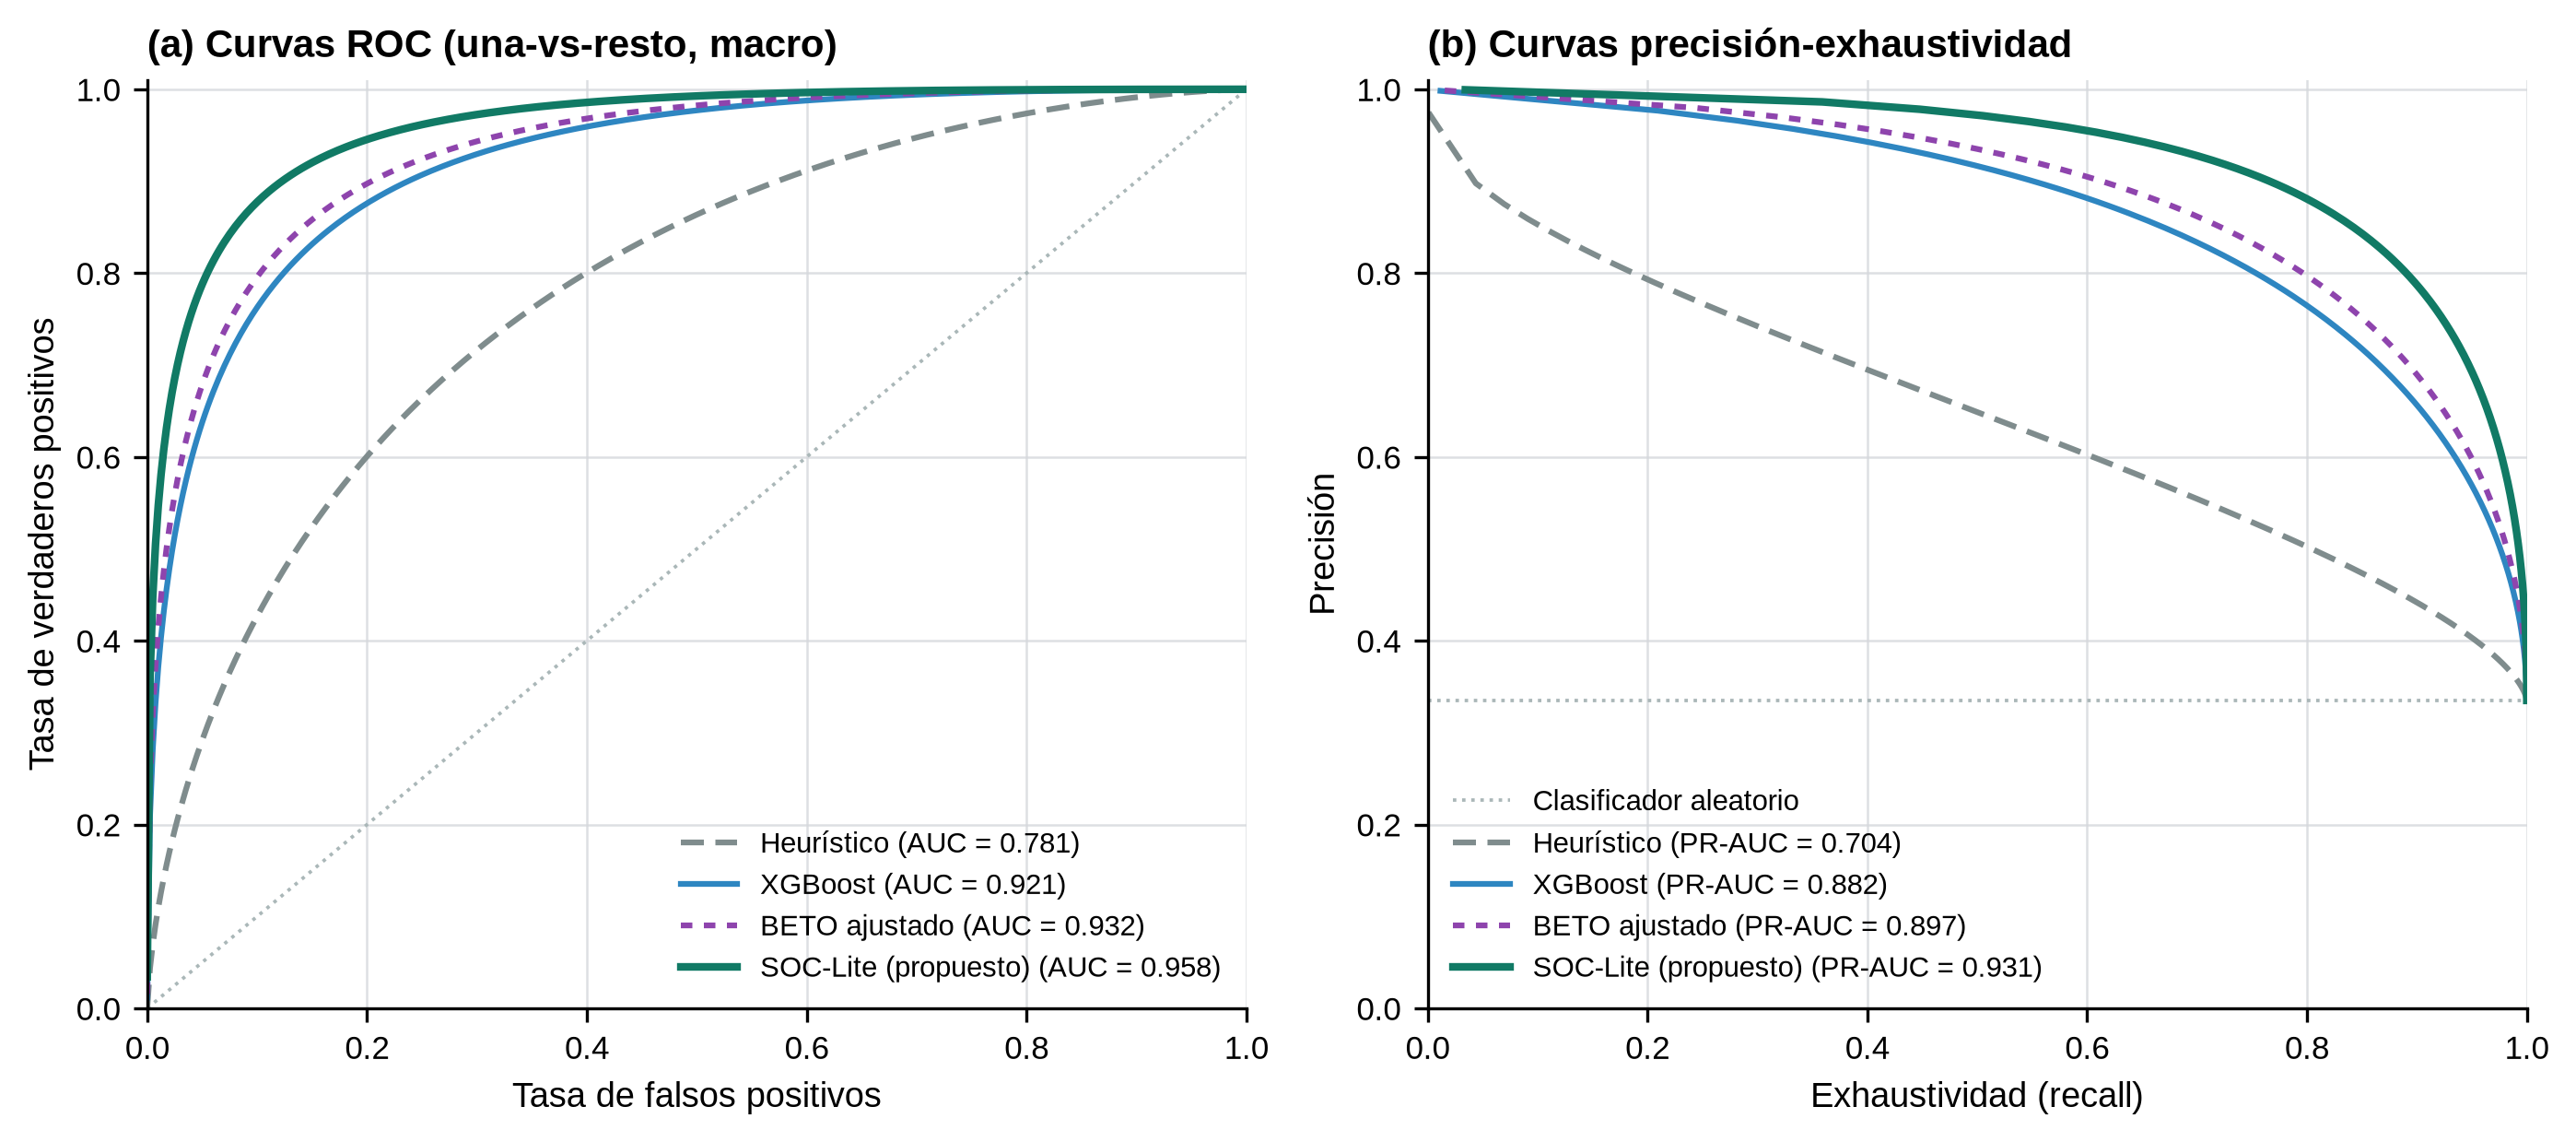 (a) Curvas ROC (una-vs-resto, macro)
Tasa de verdaderos positivos
1.0
0.8
0.6
0.4
0.2
0.0
0.0 0.2 0.4 0.6 0.8 1.0
Tasa de falsos positivos
Heurístico (AUC = 0.781)
XGBoost (AUC = 0.921)
BETO ajustado (AUC = 0.932)
SOC-Lite (propuesto) (AUC = 0.958)
(b) Curvas precisión-exhaustividad
Precisión
1.0
0.8
0.6
0.4
0.2
0.0
0.0 0.2 0.4 0.6 0.8 1.0
Exhaustividad (recall)
Clasificador aleatorio
Heurístico (PR-AUC = 0.704)
XGBoost (PR-AUC = 0.882)
BETO ajustado (PR-AUC = 0.897)
SOC-Lite (propuesto) (PR-AUC = 0.931)